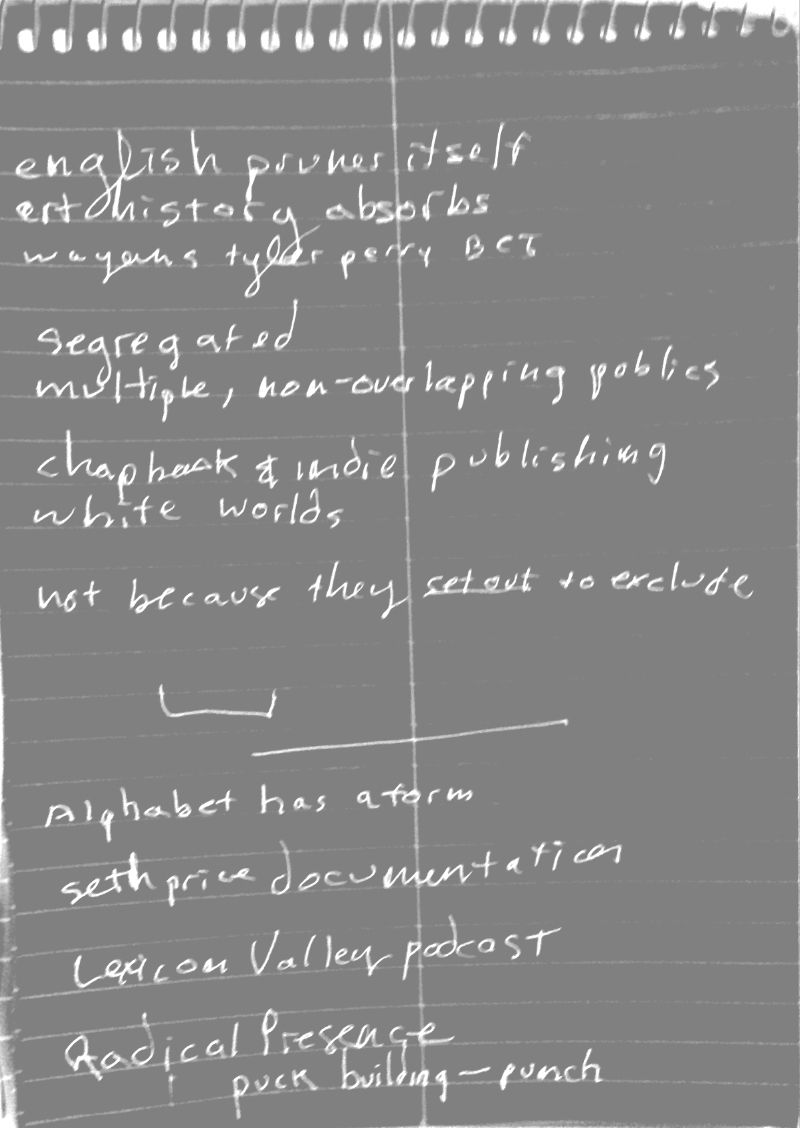 english prunes itself
art history absorbs
wayans tyler perry BET
segregated
multiple, non-overlapping publics
chapbook & indie publishing
white worlds
not because they set out to exclude
Alphabet has a form
seth price documentation
Lexicon Valley podcast
Radical Presence
puck building — punch